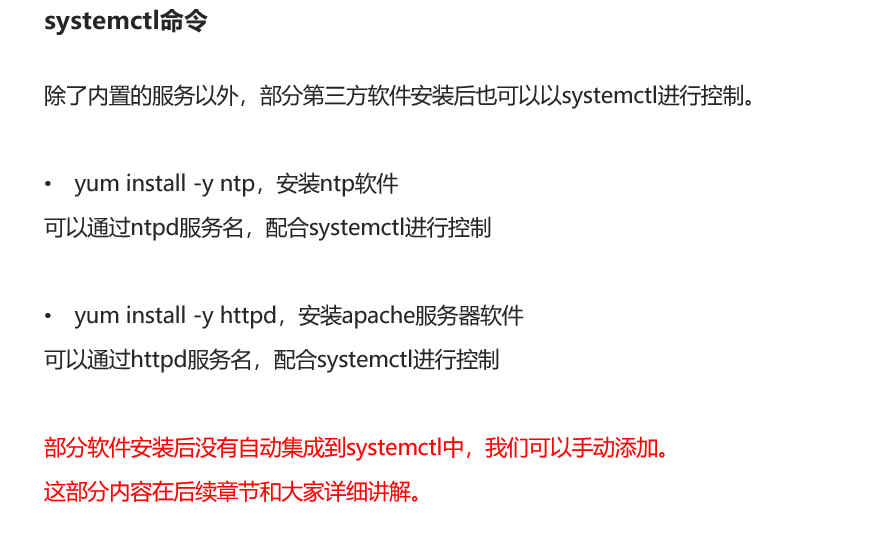 systemctl命令
除了内置的服务以外，部分第三方软件安装后也可以以systemctl进行控制。
• yum install -y ntp，安装ntp软件
可以通过ntpd服务名，配合systemctl进行控制
• yum install -y httpd，安装apache服务器软件
可以通过httpd服务名，配合systemctl进行控制
部分软件安装后没有自动集成到systemctl中，我们可以手动添加。
这部分内容在后续章节和大家详细讲解。